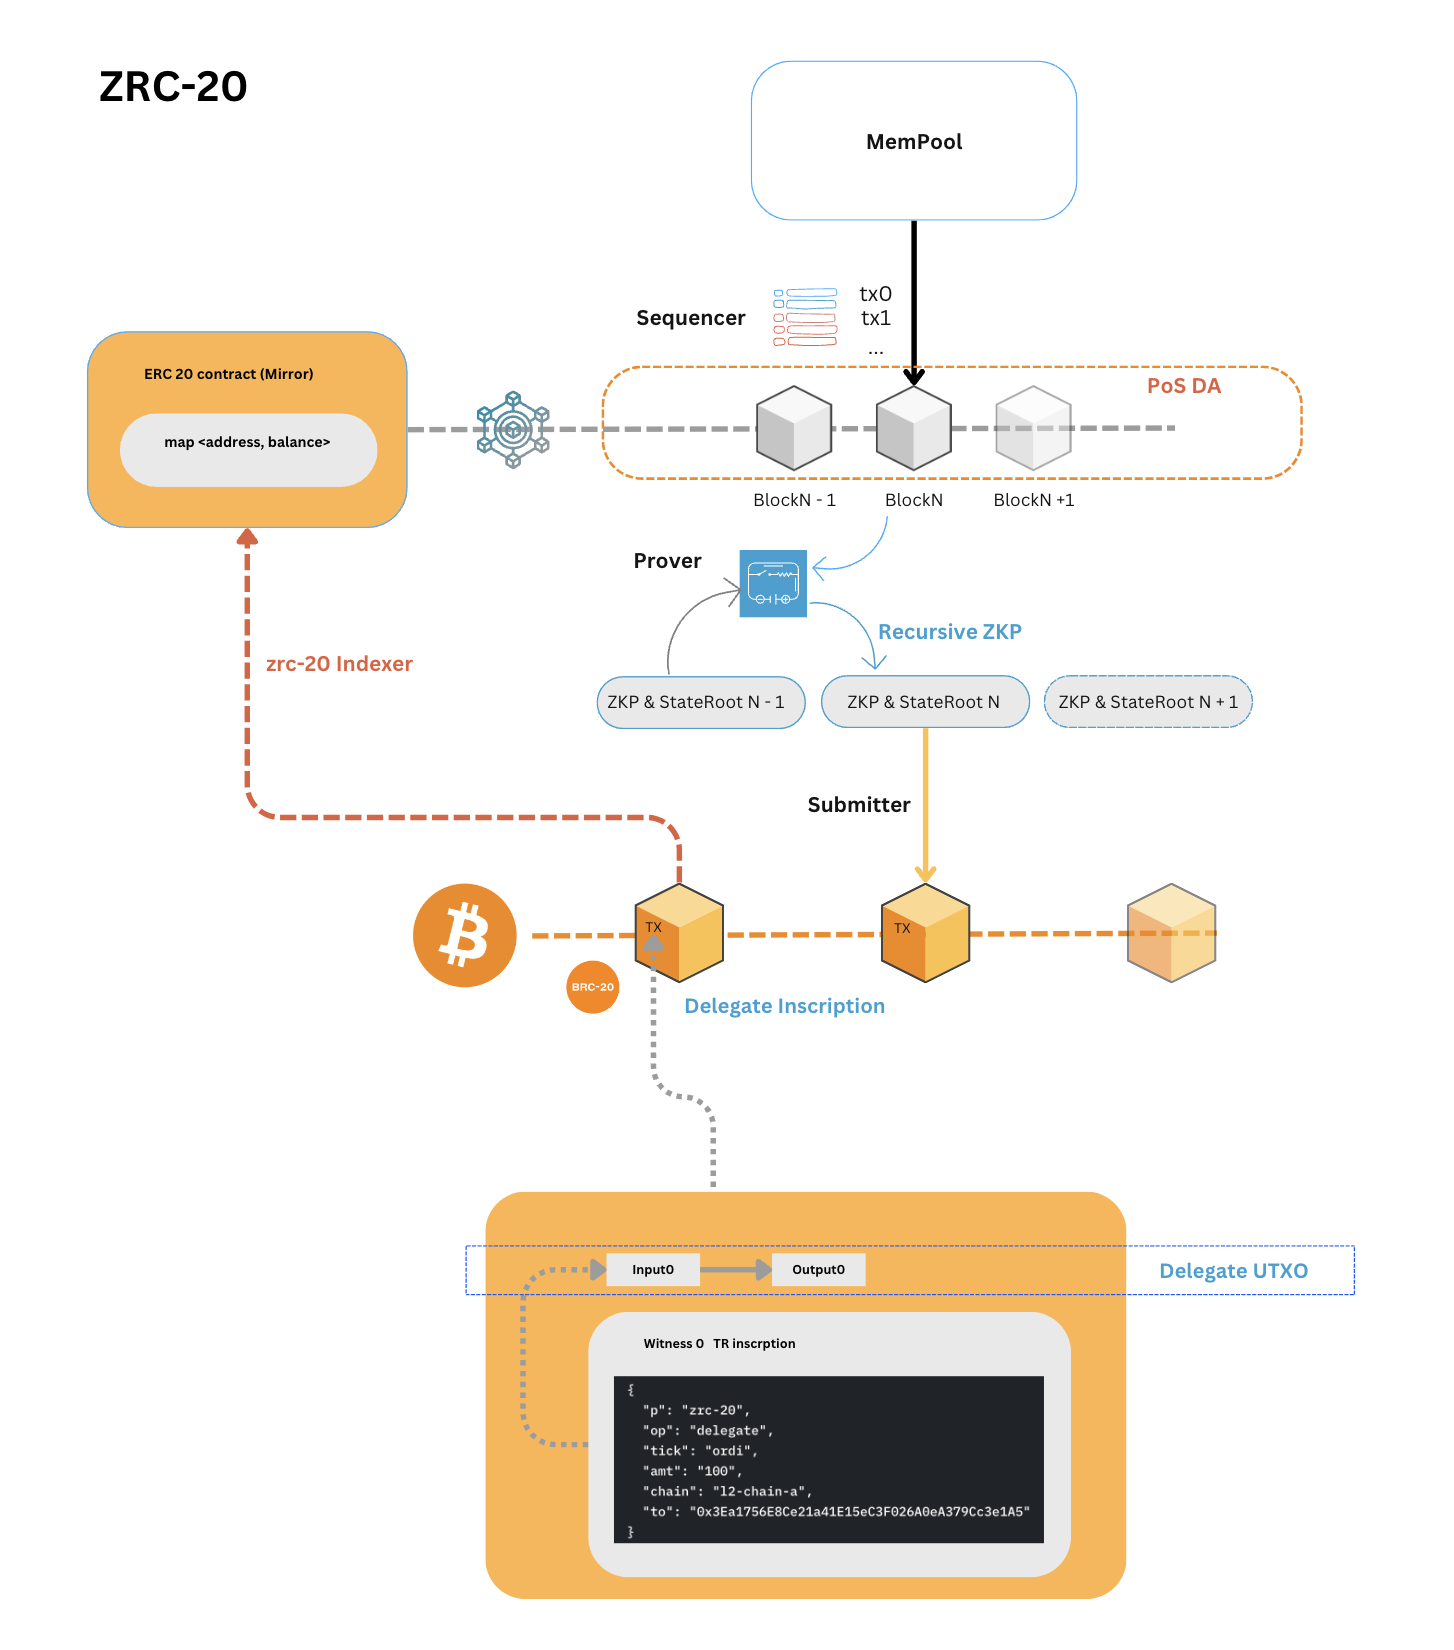 ZRC-20
MemPool
Sequencer
tx0
tx1
...
ERC 20 contract (Mirror)
map <address, balance>
PoS DA
BlockN - 1
BlockN
BlockN +1
Prover
Recursive ZKP
zrc-20 Indexer
ZKP & StateRoot N - 1
ZKP & StateRoot N
ZKP & StateRoot N + 1
Submitter
TX
TX
BRC-20
Delegate Inscription
Input0
Output0
Delegate UTXO
Witness 0 TR inscrption
{
"p": "zrc-20",
"op": "delegate",
"tick": "ordi",
"amt": "100",
"chain": "l2-chain-a",
"to": "0x3Ea1756E8Ce21a41E15eC3F026A0eA379Cc3e1A5"
}